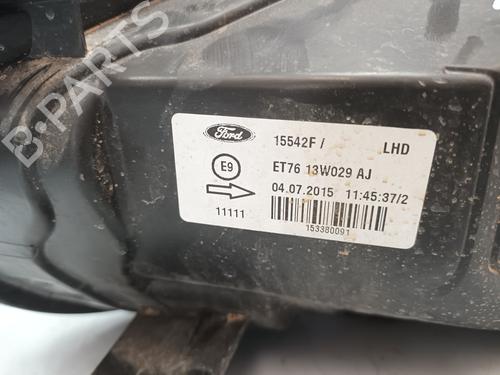 B-PARTS
Ford
15542F / LHD
E9
ET76 13W029 AJ
04.07.2015 11:45:37/2
11111
153380091